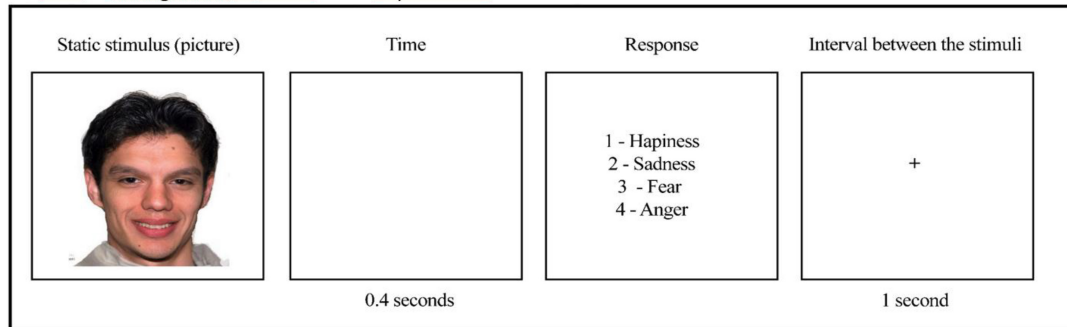 Static stimulus (picture)
Time
Response
Interval between the stimuli
1 - Hapiness
2 - Sadness
3 - Fear
4 - Anger
+
0.4 seconds
1 second